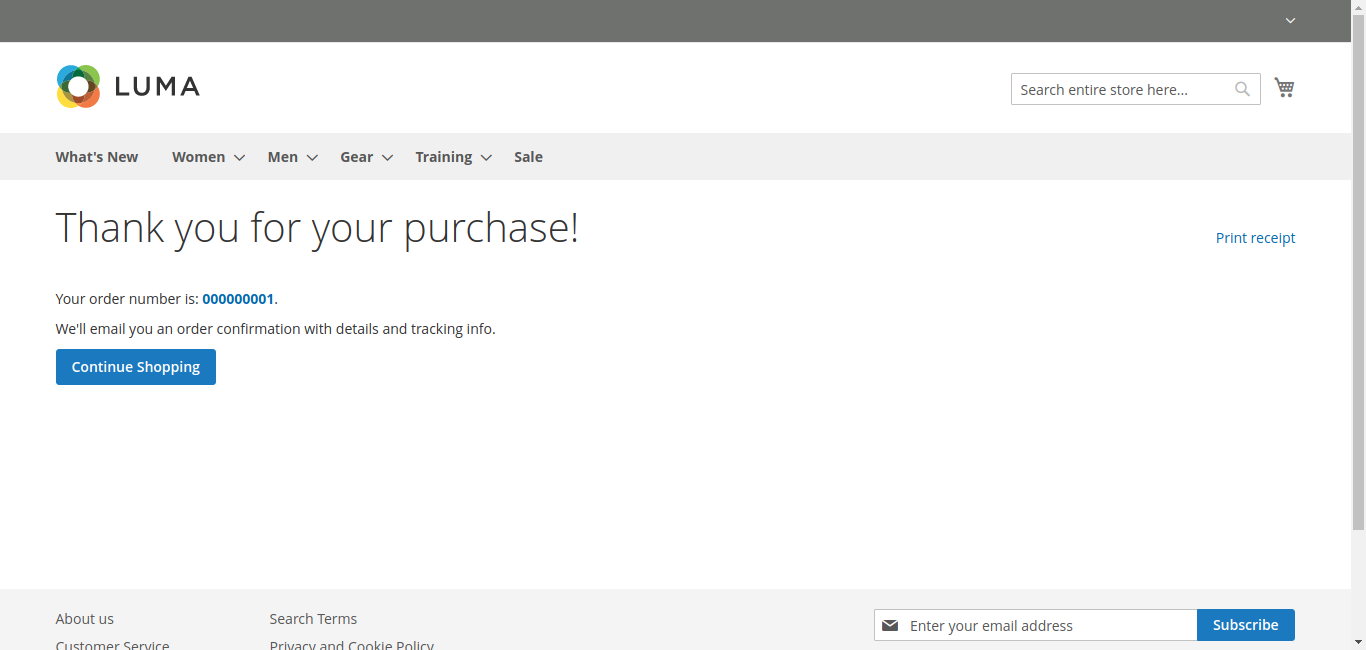 LUMA
Search entire store here...
What's New Women Men Gear Training Sale
Thank you for your purchase!
Print receipt
Your order number is: 000000001.
We'll email you an order confirmation with details and tracking info.
Continue Shopping
About us Search Terms Enter your email address Subscribe
Customer Service Privacy and Cookie Policy